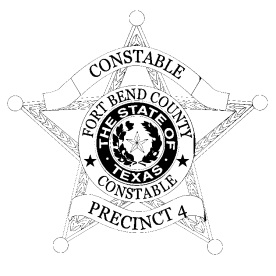 CONSTABLE
FORT BEND COUNTY
THE STATE OF
TEXAS
CONSTABLE
PRECINCT 4